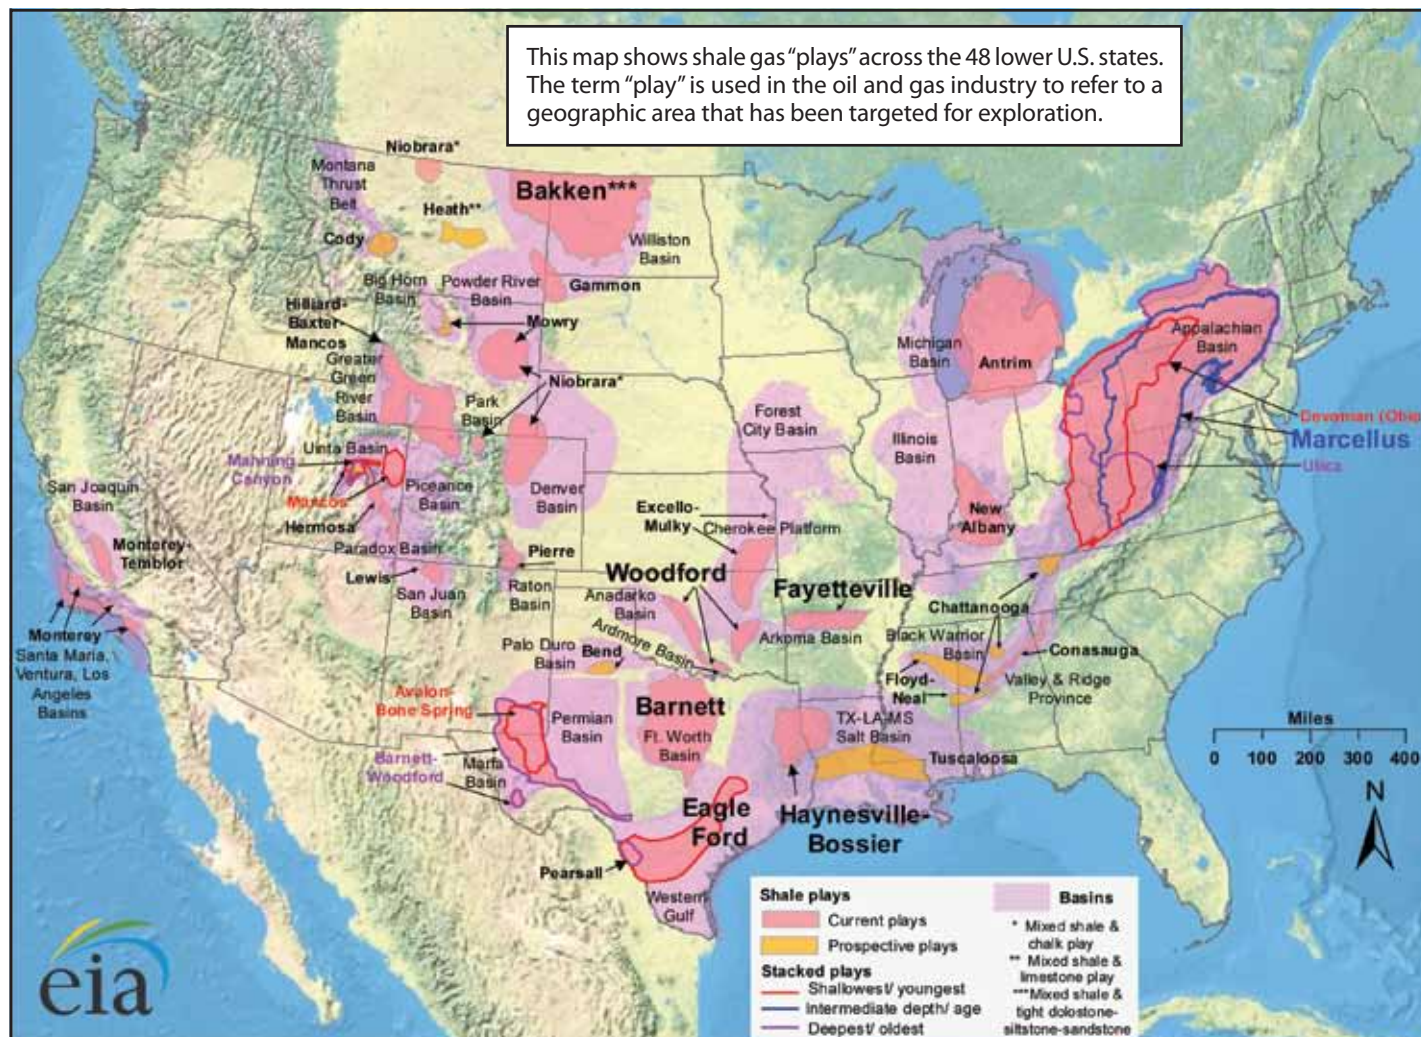 This map shows shale gas “plays” across the 48 lower U.S. states.
The term “play” is used in the oil and gas industry to refer to a
geographic area that has been targeted for exploration.
Niobrara*
Montana
Thrust
Belt
Bakken***
Heath**
Cody
Williston
Basin
Big Horn
Basin
Powder River
Basin
Gammon
Hilliard-
Baxter-
Mancos
Mowry
Michigan
Basin
Antrim
Appalachian
Basin
Greater
Green
River
Basin
Niobrara*
Park
Basin
Forest
City Basin
Illinois
Basin
Devonian (Ohio
Marcellus
Utica
Uinta Basin
Manning
Canyon
San Joaquin
Basin
Mancos
Piceance
Basin
Denver
Basin
Hermosa
Excello-
Mulky
Cherokee Platform
New
Albany
Monterey-
Temblor
Paradox Basin
Pierre
Lewis
San Juan
Basin
Raton
Basin
Woodford
Anadarko
Basin
Fayetteville
Chattanooga
Arkoma Basin
Black Warrior
Basin
Ardmore Basin
Monterey
Santa Maria,
Ventura, Los
Angeles
Basins
Palo Duro
Basin
Bend
Conasauga
Floyd-
Neal
Valley & Ridge
Province
Avalon-
Bone Spring
Permian
Basin
Barnett
Ft. Worth
Basin
TX-LA-MS
Salt Basin
Tuscaloosa
Miles
0 100 200 300 400
Barnett-
Woodford
Marfa
Basin
Eagle
Ford
Haynesville-
Bossier
N
Pearsall
Western
Gulf
eia
Shale plays
Current plays
Prospective plays
Stacked plays
Shallowest/ youngest
Intermediate depth/ age
Deepest/ oldest
Basins
* Mixed shale &
chalk play
** Mixed shale &
limestone play
***Mixed shale &
tight dolostone-
siltstone-sandstone